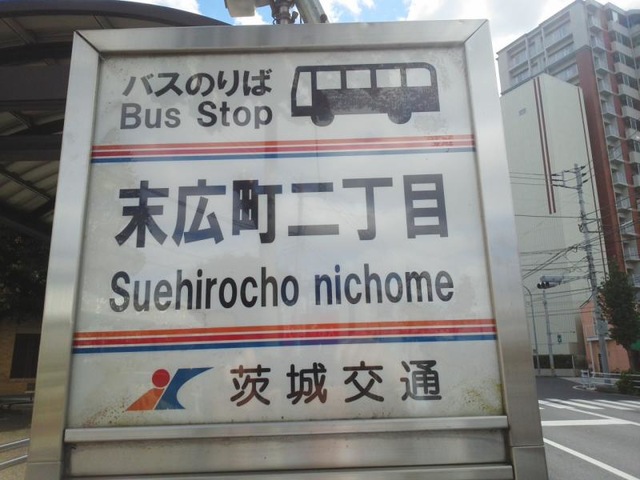 バスのりば
Bus Stop
末広町二丁目
Suehirocho nichome
茨城交通